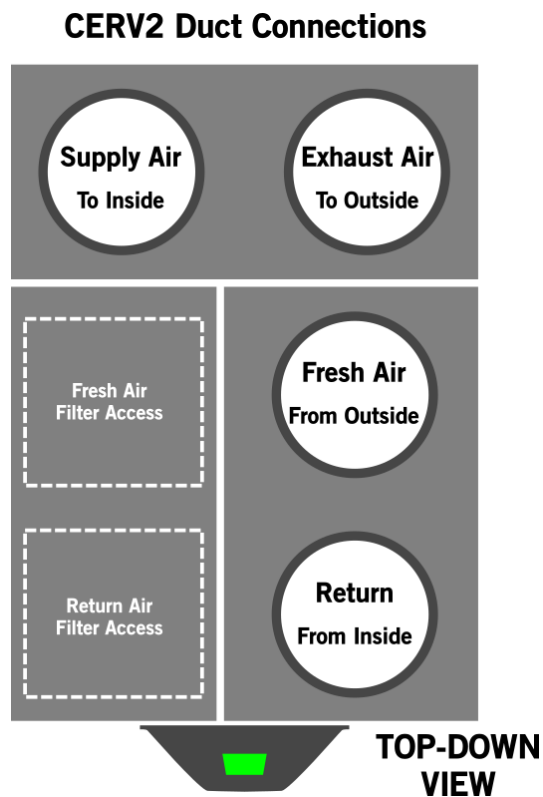 CERV2 Duct Connections
Supply Air
To Inside
Exhaust Air
To Outside
Fresh Air
Filter Access
Fresh Air
From Outside
Return Air
Filter Access
Return
From Inside
TOP-DOWN
VIEW